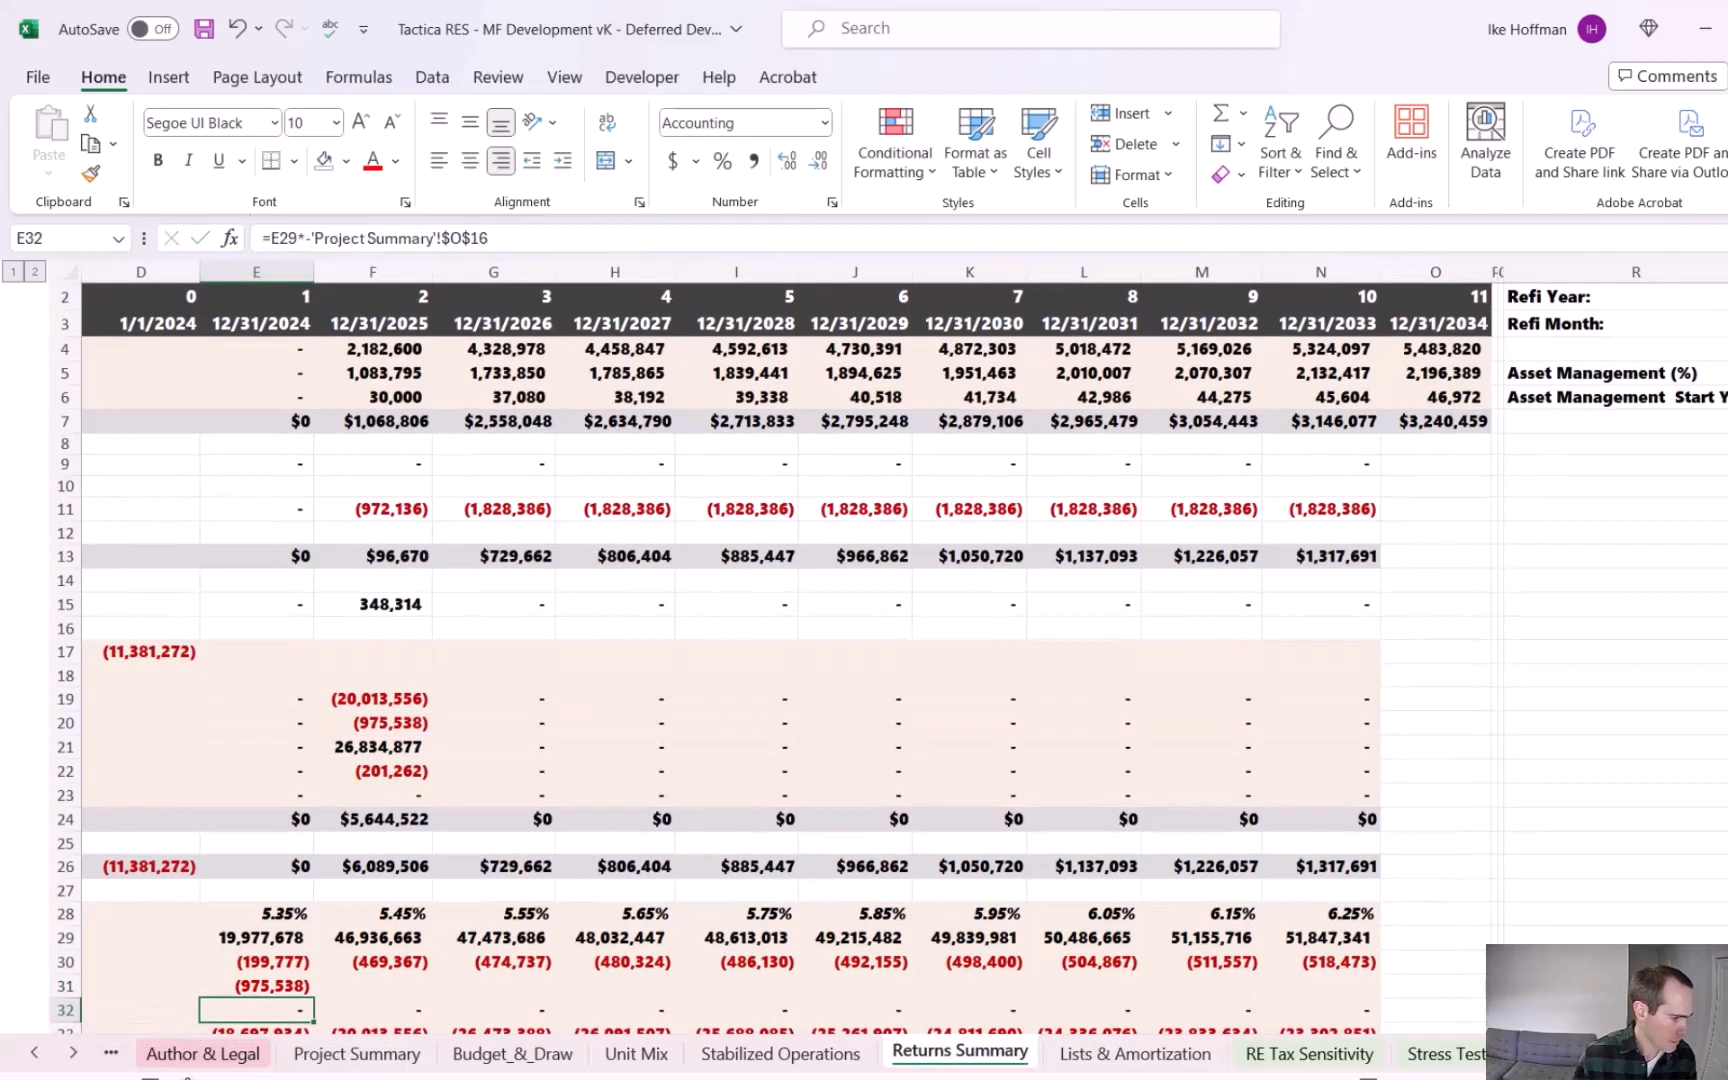 AutoSave Off Tactica RES - MF Development vK - Deferred Dev... Search Ike Hoffman IH
File Home Insert Page Layout Formulas Data Review View Developer Help Acrobat Comments
Paste Segoe UI Black 10 Accounting Conditional Formatting Format as Table Cell Styles Insert Delete Format Sort & Filter Find & Select Add-ins Analyze Data Create PDF and Share link Create PDF an Share via Outlo
Clipboard Font Alignment Number Styles Cells Editing Add-ins Adobe Acrobat
E32 fx =E29*-'Project Summary'!$O$16
1 2 D E F G H I J K L M N O R
2 0 1 2 3 4 5 6 7 8 9 10 11 Refi Year:
3 1/1/2024 12/31/2024 12/31/2025 12/31/2026 12/31/2027 12/31/2028 12/31/2029 12/31/2030 12/31/2031 12/31/2032 12/31/2033 12/31/2034 Refi Month:
4 - 2,182,600 4,328,978 4,458,847 4,592,613 4,730,391 4,872,303 5,018,472 5,169,026 5,324,097 5,483,820
5 - 1,083,795 1,733,850 1,785,865 1,839,441 1,894,625 1,951,463 2,010,007 2,070,307 2,132,417 2,196,389 Asset Management (%)
6 - 30,000 37,080 38,192 39,338 40,518 41,734 42,986 44,275 45,604 46,972 Asset Management Start Y
7 $0 $1,068,806 $2,558,048 $2,634,790 $2,713,833 $2,795,248 $2,879,106 $2,965,479 $3,054,443 $3,146,077 $3,240,459
8
9 - - - - - - - - - -
10
11 - (972,136) (1,828,386) (1,828,386) (1,828,386) (1,828,386) (1,828,386) (1,828,386) (1,828,386) (1,828,386)
12
13 $0 $96,670 $729,662 $806,404 $885,447 $966,862 $1,050,720 $1,137,093 $1,226,057 $1,317,691
14
15 - 348,314 - - - - - - - -
16
17 (11,381,272)
18
19 - (20,013,556) - - - - - - - -
20 - (975,538) - - - - - - - -
21 - 26,834,877 - - - - - - - -
22 - (201,262) - - - - - - - -
23 - - - - - - - - - -
24 $0 $5,644,522 $0 $0 $0 $0 $0 $0 $0 $0
25
26 (11,381,272) $0 $6,089,506 $729,662 $806,404 $885,447 $966,862 $1,050,720 $1,137,093 $1,226,057 $1,317,691
27
28 5.35% 5.45% 5.55% 5.65% 5.75% 5.85% 5.95% 6.05% 6.15% 6.25%
29 19,977,678 46,936,663 47,473,686 48,032,447 48,613,013 49,215,482 49,839,981 50,486,665 51,155,716 51,847,341
30 (199,777) (469,367) (474,737) (480,324) (486,130) (492,155) (498,400) (504,867) (511,557) (518,473)
31 (975,538)
32 - - - - - - - - - -
Author & Legal Project Summary Budget_&_Draw Unit Mix Stabilized Operations Returns Summary Lists & Amortization RE Tax Sensitivity Stress Test